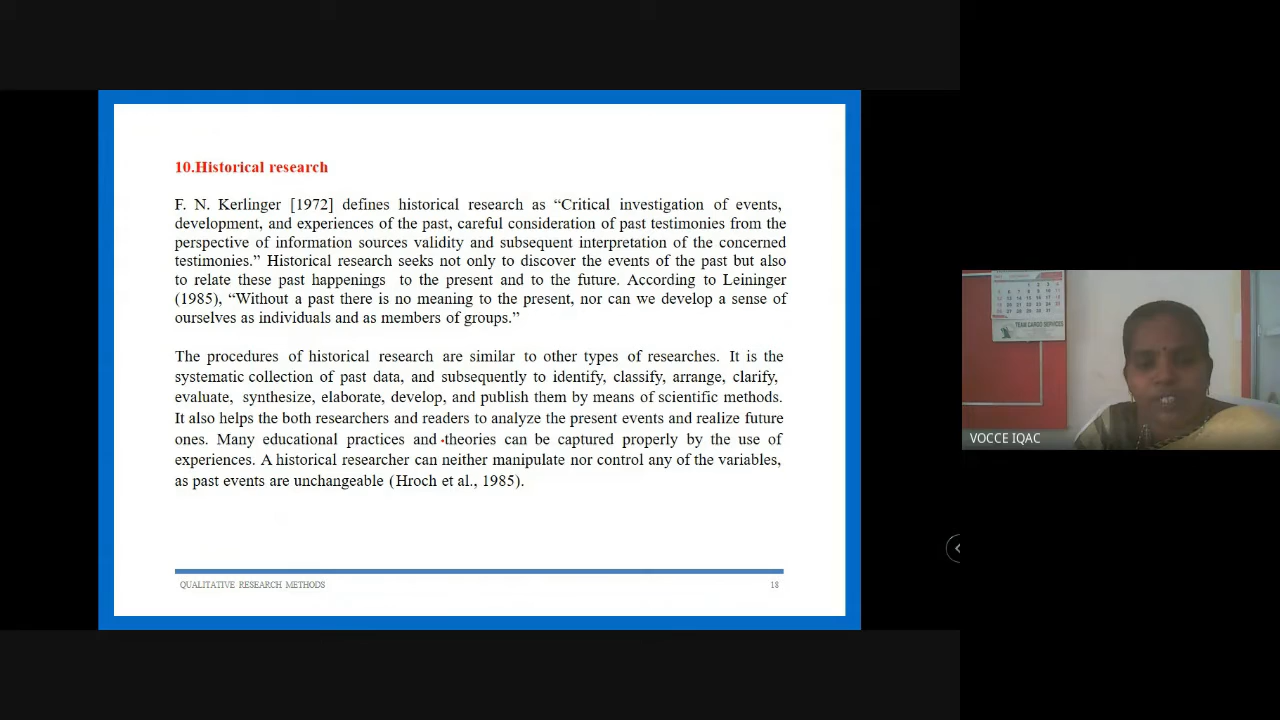 10.Historical research
F. N. Kerlinger [1972] defines historical research as “Critical investigation of events,
development, and experiences of the past, careful consideration of past testimonies from the
perspective of information sources validity and subsequent interpretation of the concerned
testimonies.” Historical research seeks not only to discover the events of the past but also
to relate these past happenings to the present and to the future. According to Leininger
(1985), “Without a past there is no meaning to the present, nor can we develop a sense of
ourselves as individuals and as members of groups.”
The procedures of historical research are similar to other types of researches. It is the
systematic collection of past data, and subsequently to identify, classify, arrange, clarify,
evaluate, synthesize, elaborate, develop, and publish them by means of scientific methods.
It also helps the both researchers and readers to analyze the present events and realize future
ones. Many educational practices and theories can be captured properly by the use of
experiences. A historical researcher can neither manipulate nor control any of the variables,
as past events are unchangeable (Hroch et al., 1985).
QUALITATIVE RESEARCH METHODS 18
TEAM CARGO SERVICES
VOCCE IQAC